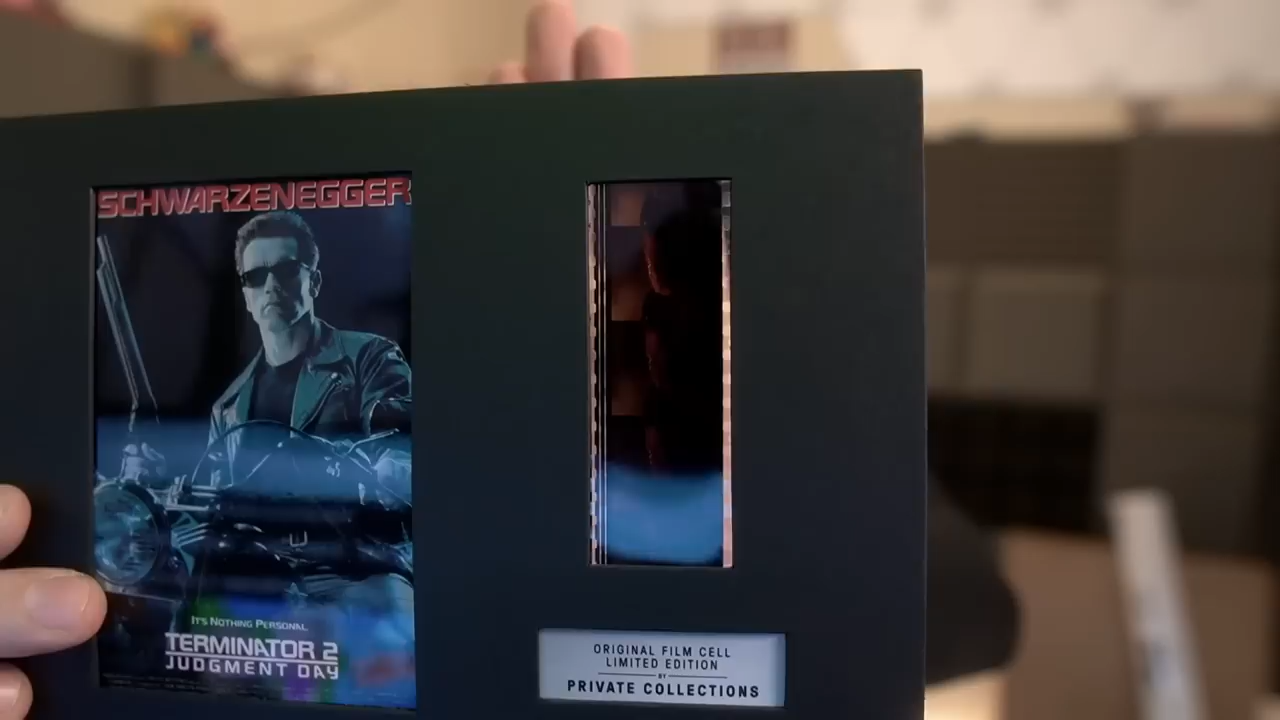 SCHWARZENEGGER
IT'S NOTHING PERSONAL.
TERMINATOR 2
JUDGMENT DAY
ORIGINAL FILM CELL
LIMITED EDITION
BY
PRIVATE COLLECTIONS